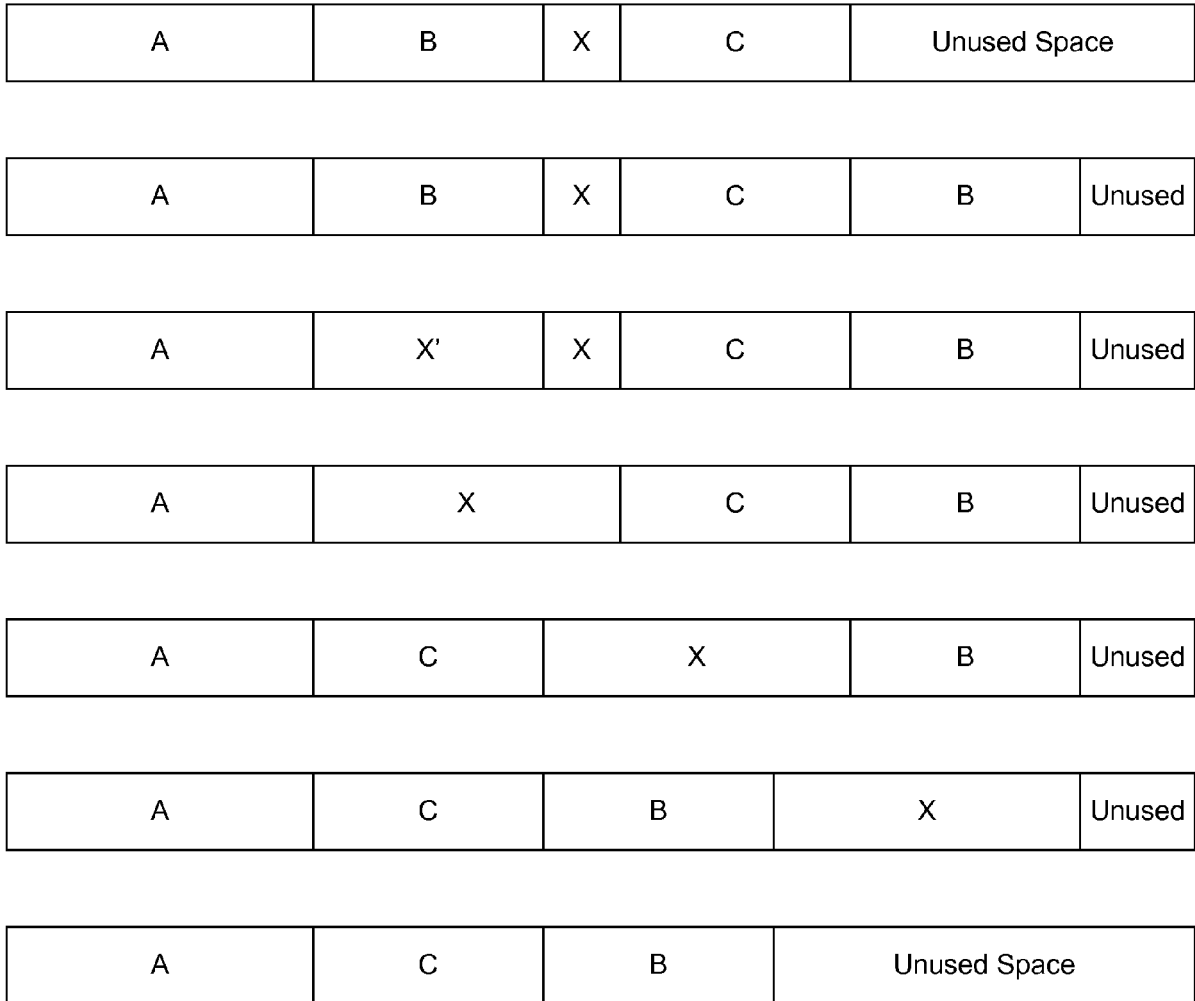 A B X C Unused Space
A B X C B Unused
A X’ X C B Unused
A X C B Unused
A C X B Unused
A C B X Unused
A C B Unused Space